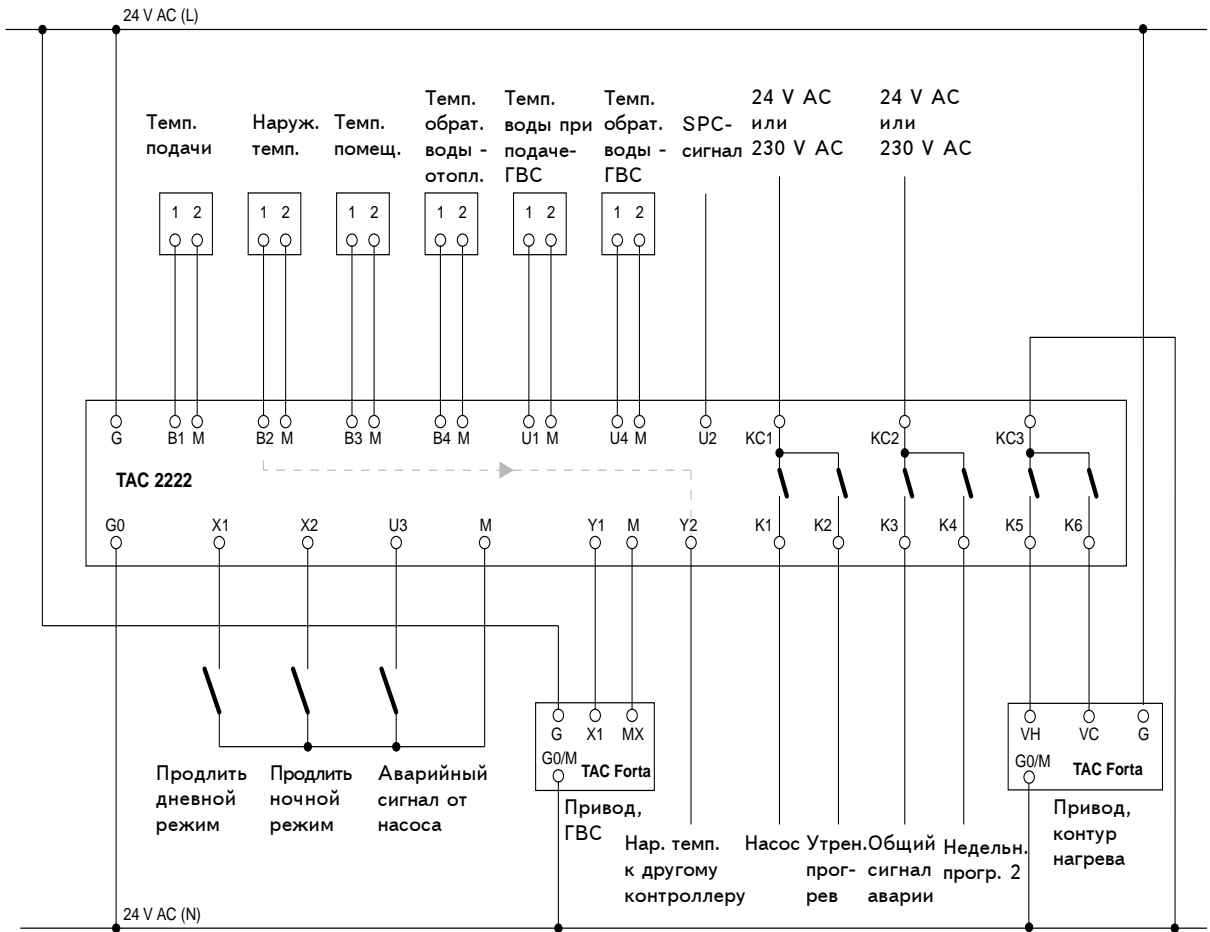 24 V AC (L)
Темп.
подачи
Наруж.
темп.
Темп.
помещ.
Темп.
обрат.
воды -
отопл.
Темп.
воды при
подаче-
ГВС
Темп.
обрат.
воды -
ГВС
SPC-
сигнал
24 V AC
или
230 V AC
24 V AC
или
230 V AC
1 2
1 2
1 2
1 2
1 2
1 2
G B1 M B2 M B3 M B4 M U1 M U4 M U2 KC1 KC2 KC3
TAC 2222
G0 X1 X2 U3 M Y1 M Y2 K1 K2 K3 K4 K5 K6
G X1 MX
G0/M
TAC Forta
VH VC G
G0/M
TAC Forta
Продлить
дневной
режим
Продлить
ночной
режим
Аварийный
сигнал от
насоса
Привод,
ГВС
Нар. темп.
к другому
контроллеру
Насос
Утрен.
прог-
рев
Общий
сигнал
аварии
Недельн.
прогр. 2
Привод,
контур
нагрева
24 V AC (N)